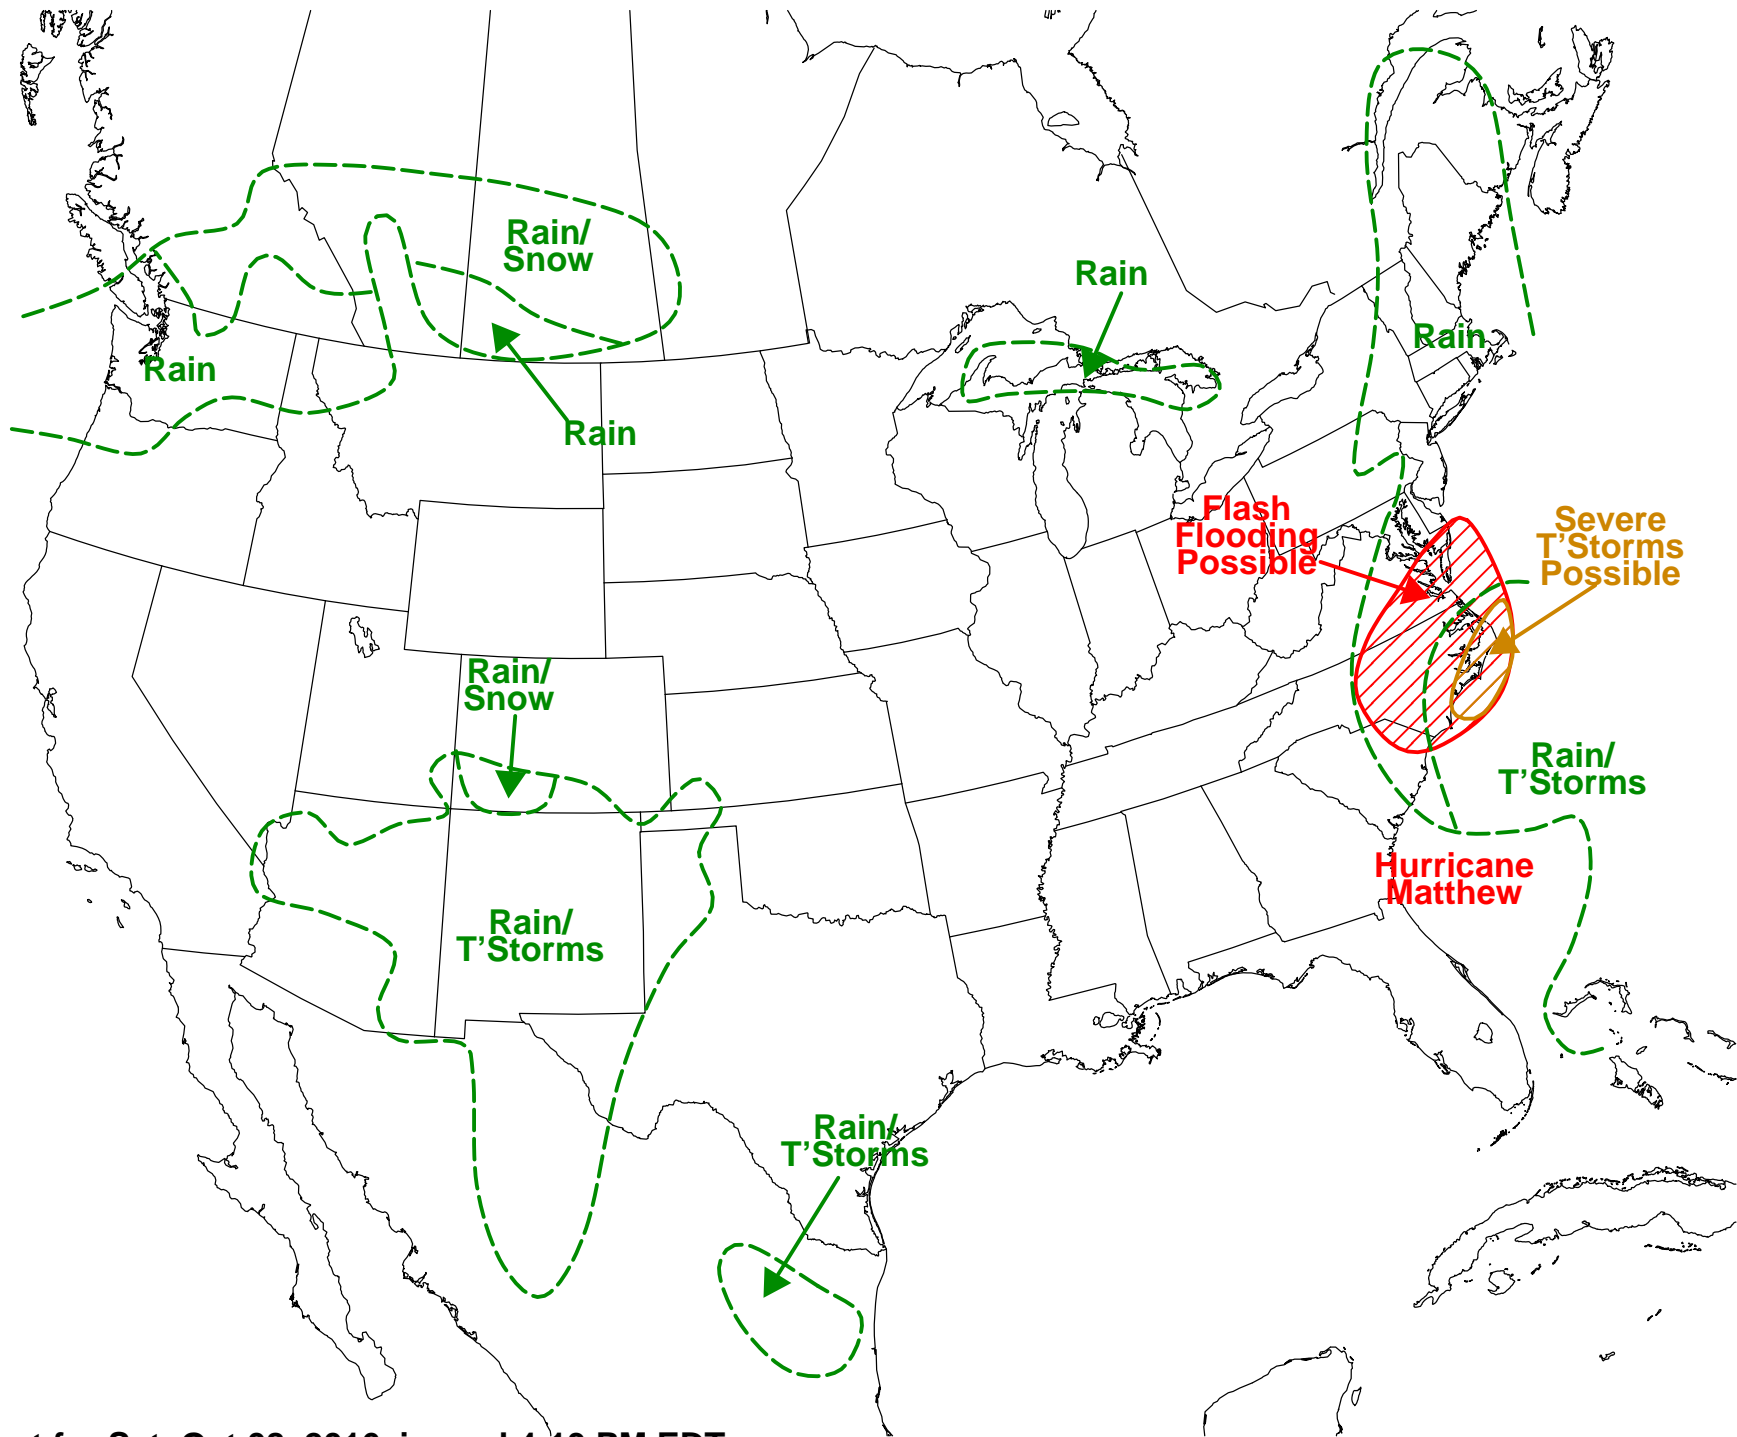 Rain/
Snow
Rain
Rain
Rain
Rain
Rain/
Snow
Rain/
T'Storms
Rain/
T'Storms
Flash
Flooding
Possible
Severe
T'Storms
Possible
Rain/
T'Storms
Hurricane
Matthew